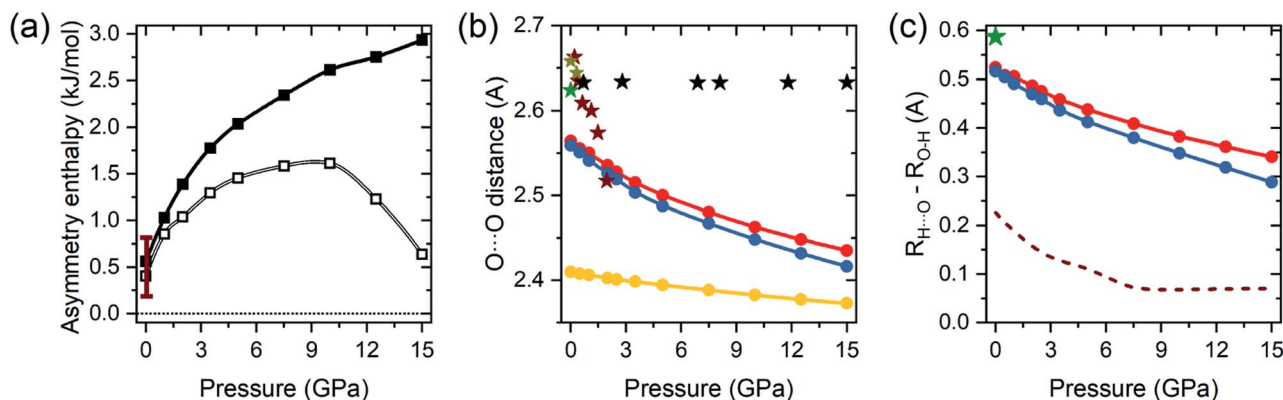 (a)
Asymmetry enthalpy (kJ/mol)
3.0
2.5
2.0
1.5
1.0
0.5
0.0
0 3 6 9 12 15
Pressure (GPa)
(b)
O···O distance (A)
2.7
2.6
2.5
2.4
0 3 6 9 12 15
Pressure (GPa)
(c)
R_H···O - R_O-H (A)
0.6
0.5
0.4
0.3
0.2
0.1
0.0
0 3 6 9 12 15
Pressure (GPa)